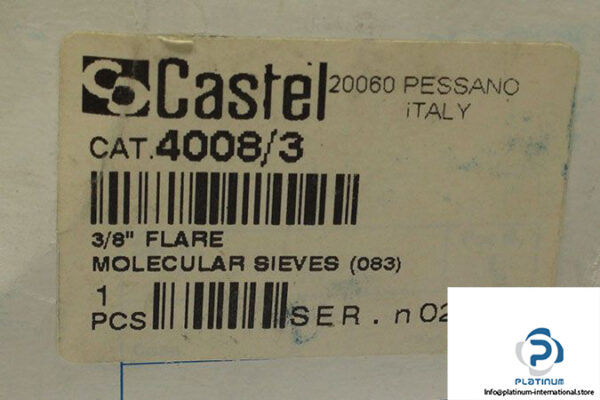 Castel 20060 PESSANO
iTALY
CAT. 4008/3
3/8" FLARE
MOLECULAR SIEVES (083)
1
PCS
SER. n 02
PLATINUM
Info@platinum-international.store